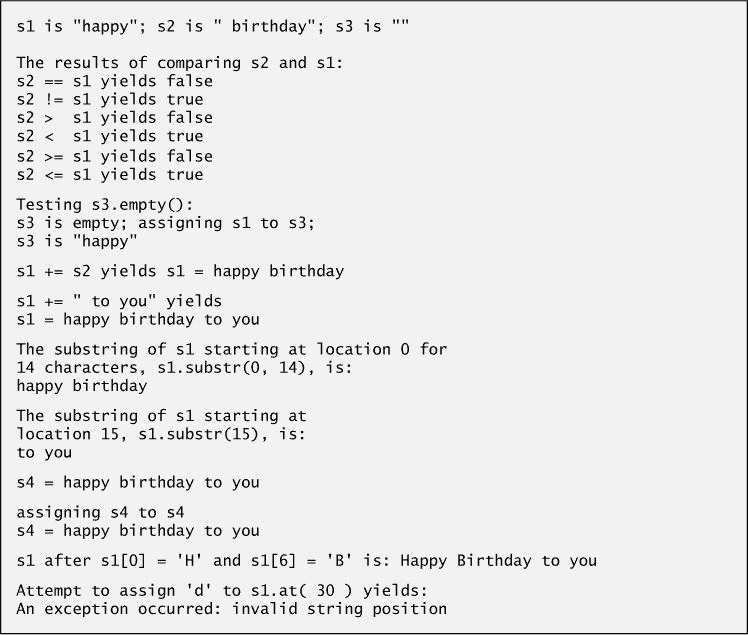 s1 is "happy"; s2 is " birthday"; s3 is ""
The results of comparing s2 and s1:
s2 == s1 yields false
s2 != s1 yields true
s2 >  s1 yields false
s2 <  s1 yields true
s2 >= s1 yields false
s2 <= s1 yields true
Testing s3.empty():
s3 is empty; assigning s1 to s3;
s3 is "happy"
s1 += s2 yields s1 = happy birthday
s1 += " to you" yields
s1 = happy birthday to you
The substring of s1 starting at location 0 for
14 characters, s1.substr(0, 14), is:
happy birthday
The substring of s1 starting at
location 15, s1.substr(15), is:
to you
s4 = happy birthday to you
assigning s4 to s4
s4 = happy birthday to you
s1 after s1[0] = 'H' and s1[6] = 'B' is: Happy Birthday to you
Attempt to assign 'd' to s1.at( 30 ) yields:
An exception occurred: invalid string position